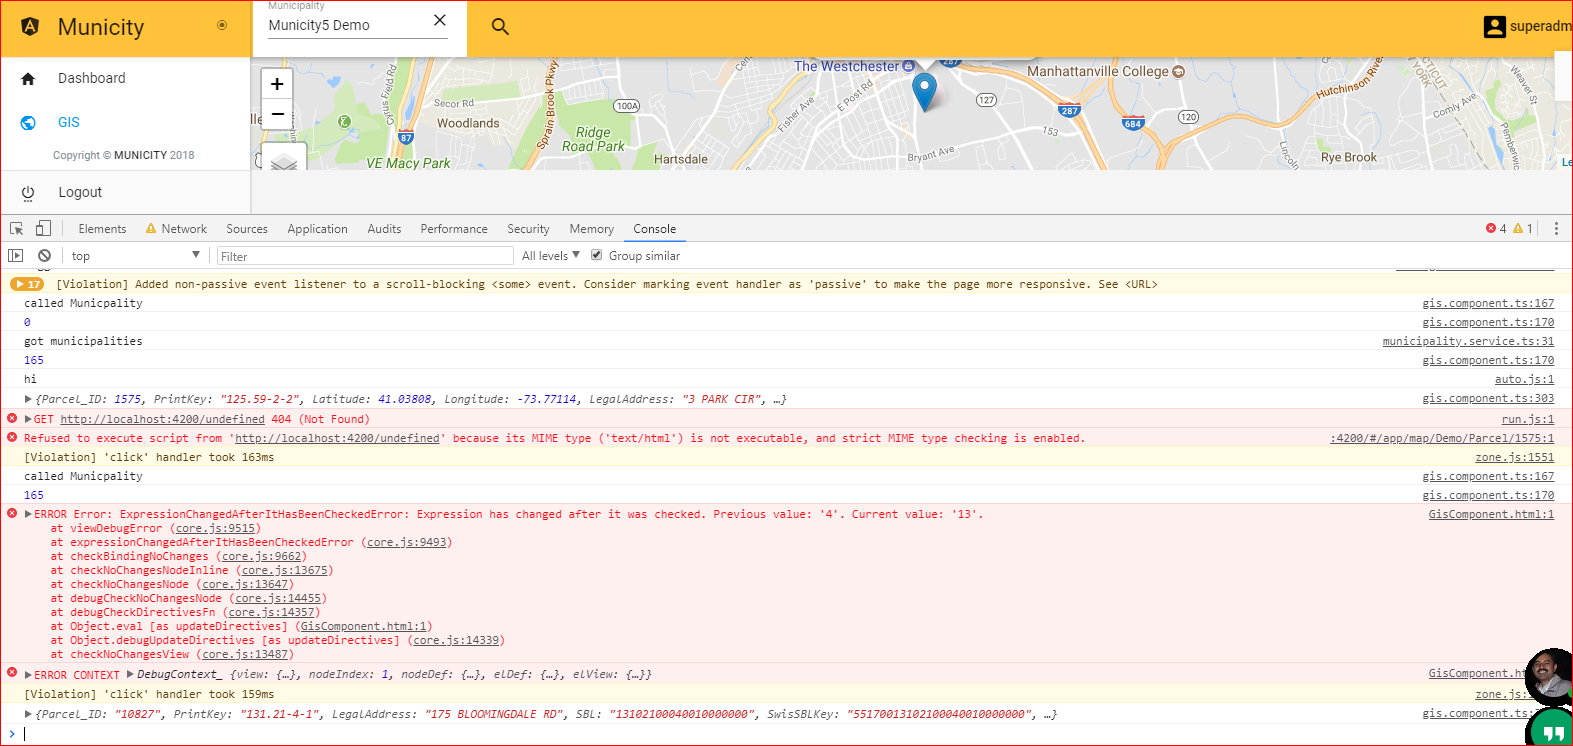 Municity
Municipality
Municity5 Demo
superadm
Dashboard
GIS
Copyright © MUNICITY 2018
Logout
+
−
The Westchester
287
Manhattanville College
Hutchinson River
Saw Mill
Secor Rd
Woodlands
100A
Sprain Brook Pkwy
87
VE Macy Park
Ridge
Road Park
Hartsdale
Fisher Ave
E Post Rd
Bryant Ave
127
153
287
684
120
Lincoln
Rye Brook
Comly Ave
Weaver St
Le
Elements
Network
Sources
Application
Audits
Performance
Security
Memory
Console
4
1
top
Filter
All levels
Group similar
17
[Violation] Added non-passive event listener to a scroll-blocking <some> event. Consider marking event handler as 'passive' to make the page more responsive. See <URL>
called Municpality gis.component.ts:167
0 gis.component.ts:170
got municipalities municipality.service.ts:31
165 gis.component.ts:170
hi auto.js:1
{Parcel_ID: 1575, PrintKey: "125.59-2-2", Latitude: 41.03808, Longitude: -73.77114, LegalAddress: "3 PARK CIR", …} gis.component.ts:303
GET http://localhost:4200/undefined 404 (Not Found) run.js:1
Refused to execute script from 'http://localhost:4200/undefined' because its MIME type ('text/html') is not executable, and strict MIME type checking is enabled. :4200/#/app/map/Demo/Parcel/1575:1
[Violation] 'click' handler took 163ms zone.js:1551
called Municpality gis.component.ts:167
165 gis.component.ts:170
ERROR Error: ExpressionChangedAfterItHasBeenCheckedError: Expression has changed after it was checked. Previous value: '4'. Current value: '13'. GisComponent.html:1
at viewDebugError (core.js:9515)
at expressionChangedAfterItHasBeenCheckedError (core.js:9493)
at checkBindingNoChanges (core.js:9662)
at checkNoChangesNodeInline (core.js:13675)
at checkNoChangesNode (core.js:13647)
at debugCheckNoChangesNode (core.js:14455)
at debugCheckDirectivesFn (core.js:14357)
at Object.eval [as updateDirectives] (GisComponent.html:1)
at Object.debugUpdateDirectives [as updateDirectives] (core.js:14339)
at checkNoChangesView (core.js:13487)
ERROR CONTEXT DebugContext_ {view: {…}, nodeIndex: 1, nodeDef: {…}, elDef: {…}, elView: {…}} GisComponent.ht
[Violation] 'click' handler took 159ms zone.js:
{Parcel_ID: "10827", PrintKey: "131.21-4-1", LegalAddress: "175 BLOOMINGDALE RD", SBL: "13102100040010000000", SwisSBLKey: "55170013102100040010000000", …} gis.component.ts: